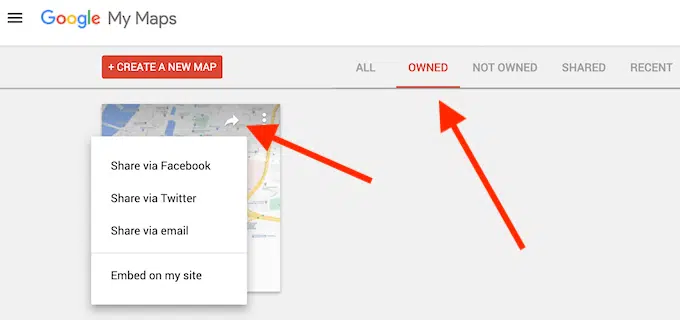 Google My Maps
+ CREATE A NEW MAP
ALL OWNED NOT OWNED SHARED RECENT
Share via Facebook
Share via Twitter
Share via email
Embed on my site